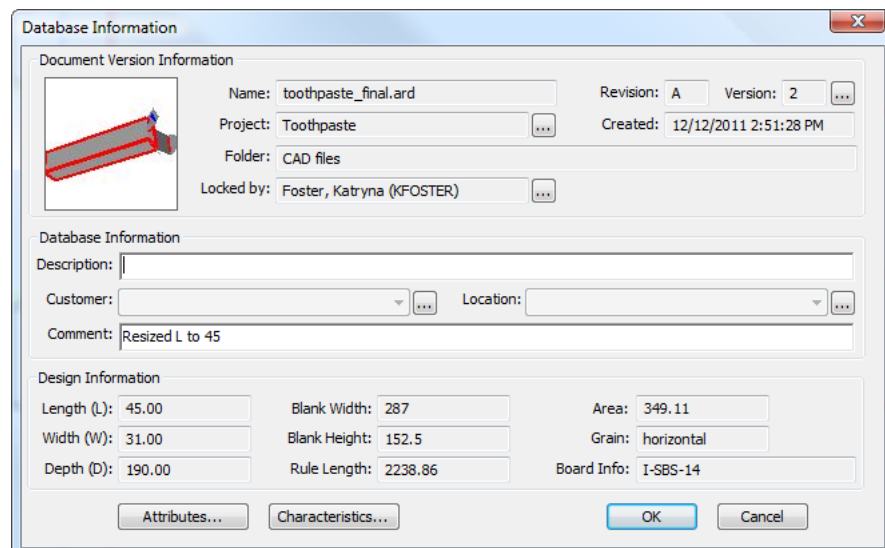 Database Information
Document Version Information
Name: toothpaste_final.ard Revision: A Version: 2 ...
Project: Toothpaste ... Created: 12/12/2011 2:51:28 PM
Folder: CAD files
Locked by: Foster, Katryna (KFOSTER) ...
Database Information
Description:
Customer: ... Location: ...
Comment: Resized L to 45
Design Information
Length (L): 45.00 Blank Width: 287 Area: 349.11
Width (W): 31.00 Blank Height: 152.5 Grain: horizontal
Depth (D): 190.00 Rule Length: 2238.86 Board Info: I-SBS-14
Attributes... Characteristics... OK Cancel